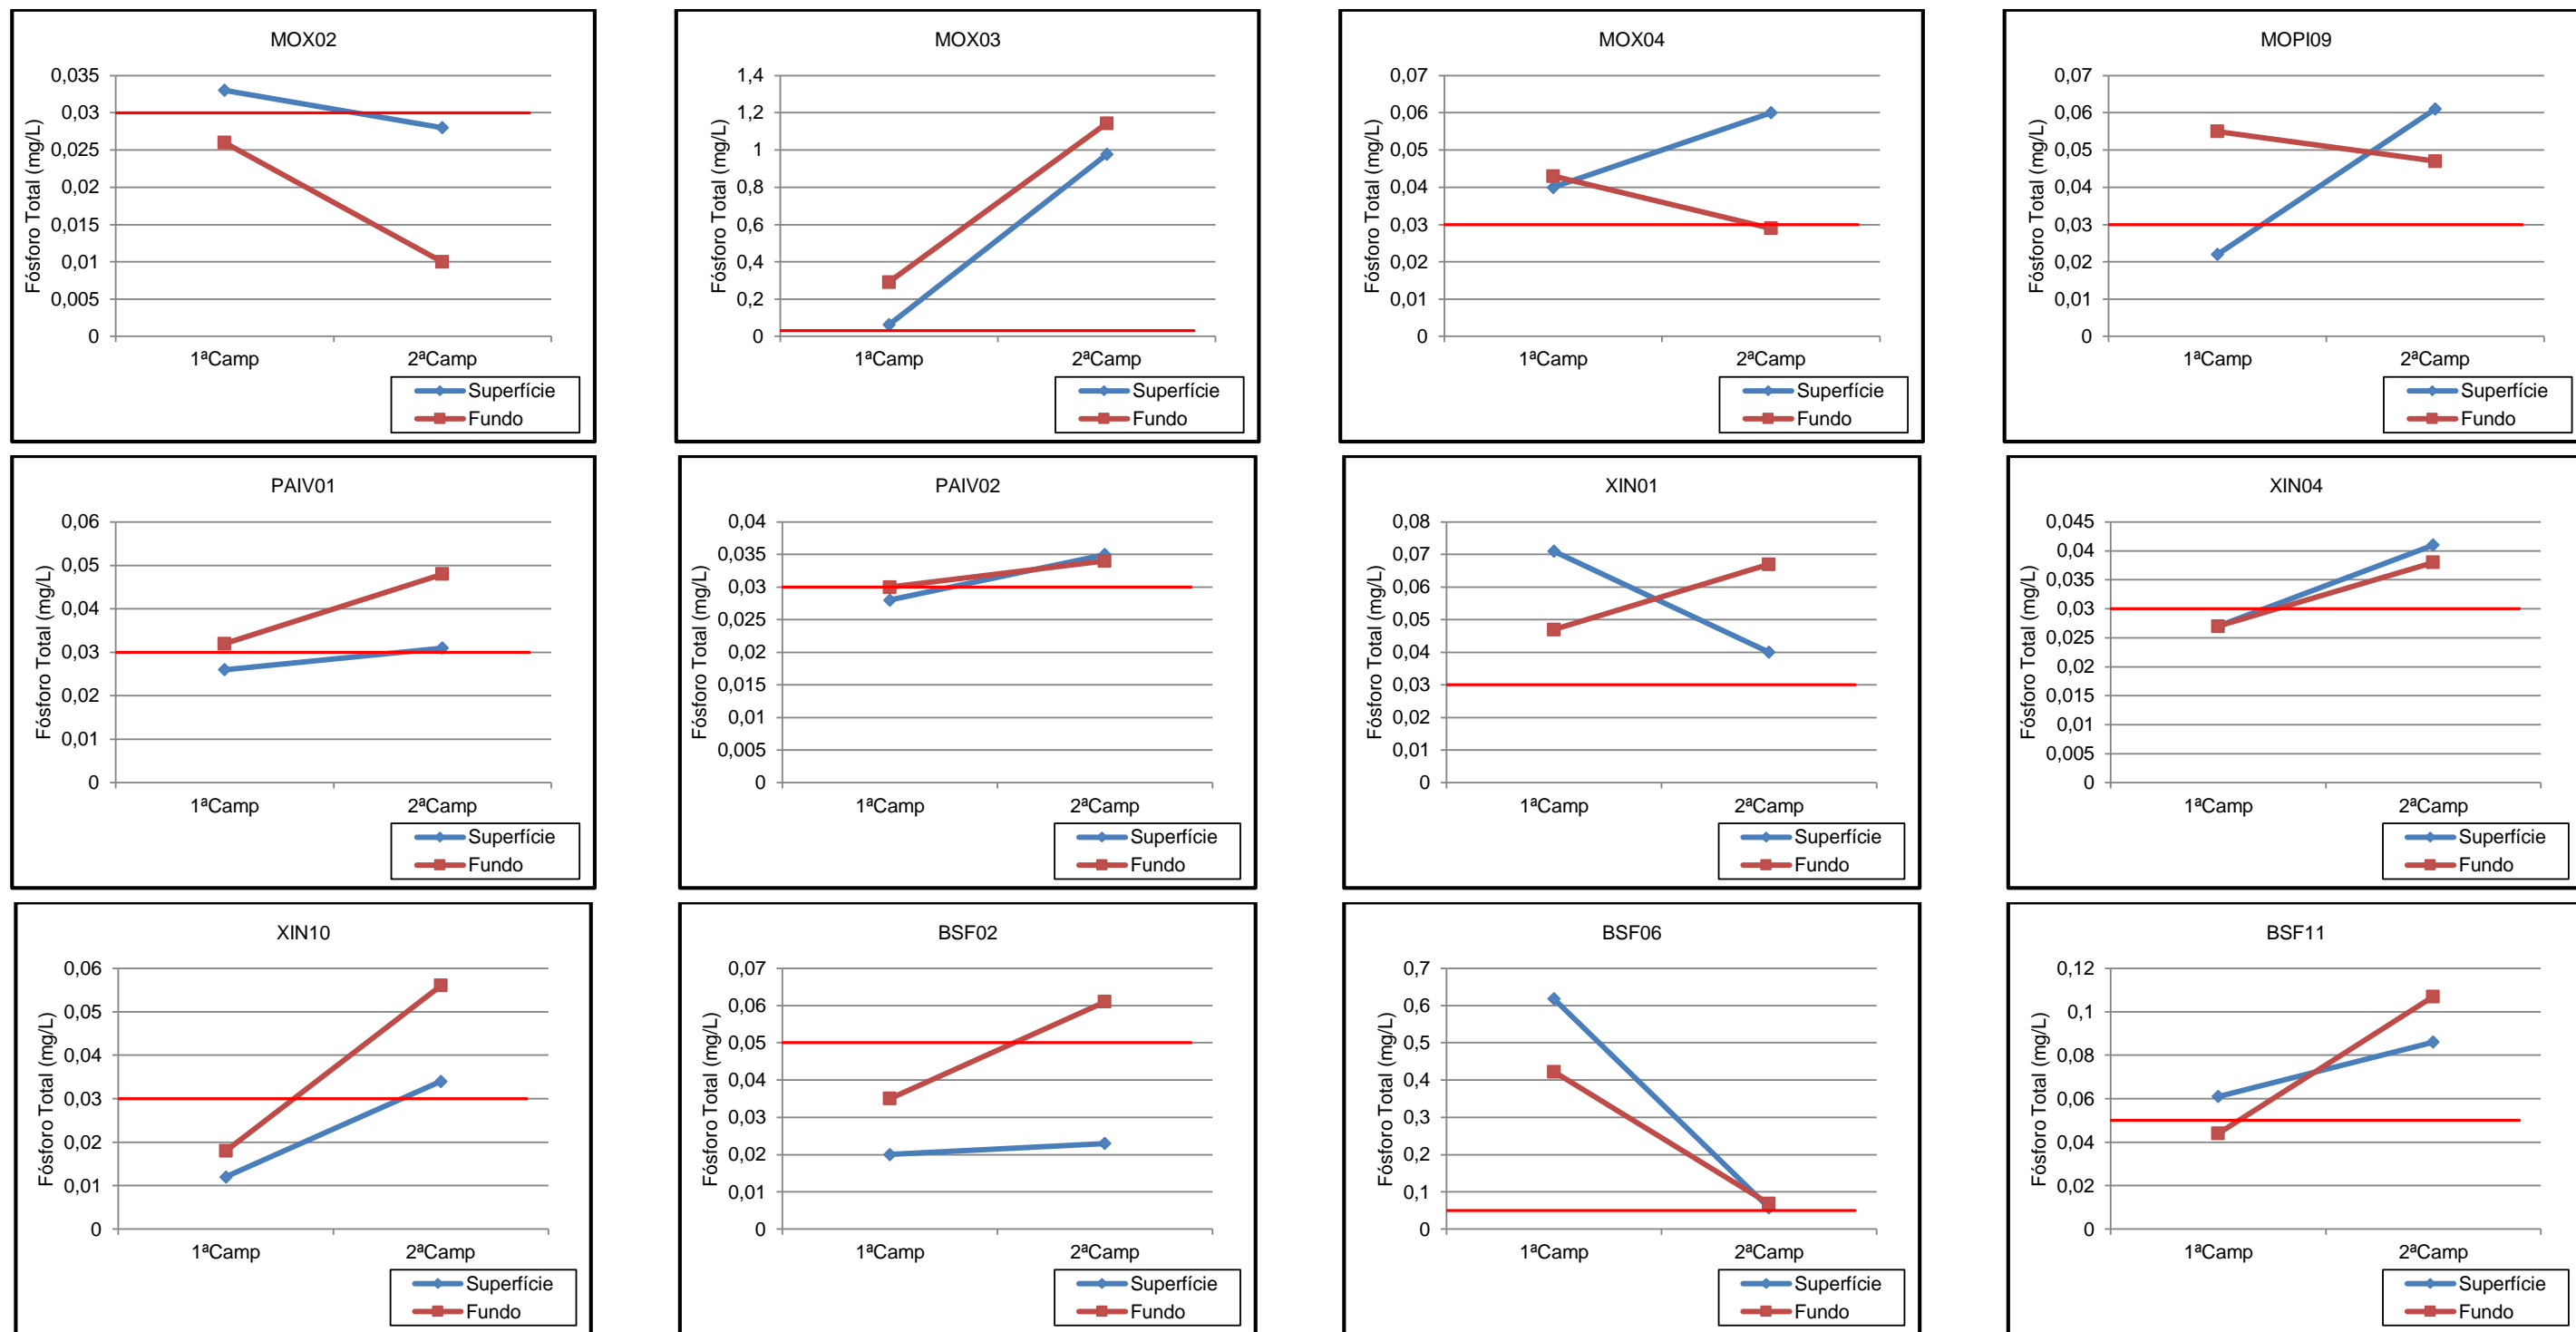 MOX02
Fósforo Total (mg/L)
0,035
0,03
0,025
0,02
0,015
0,01
0,005
0
1ªCamp
2ªCamp
Superfície
Fundo
MOX03
Fósforo Total (mg/L)
1,4
1,2
1
0,8
0,6
0,4
0,2
0
1ªCamp
2ªCamp
Superfície
Fundo
MOX04
Fósforo Total (mg/L)
0,07
0,06
0,05
0,04
0,03
0,02
0,01
0
1ªCamp
2ªCamp
Superfície
Fundo
MOPI09
Fósforo Total (mg/L)
0,07
0,06
0,05
0,04
0,03
0,02
0,01
0
1ªCamp
2ªCamp
Superfície
Fundo
PAIV01
Fósforo Total (mg/L)
0,06
0,05
0,04
0,03
0,02
0,01
0
1ªCamp
2ªCamp
Superfície
Fundo
PAIV02
Fósforo Total (mg/L)
0,04
0,035
0,03
0,025
0,02
0,015
0,01
0,005
0
1ªCamp
2ªCamp
Superfície
Fundo
XIN01
Fósforo Total (mg/L)
0,08
0,07
0,06
0,05
0,04
0,03
0,02
0,01
0
1ªCamp
2ªCamp
Superfície
Fundo
XIN04
Fósforo Total (mg/L)
0,045
0,04
0,035
0,03
0,025
0,02
0,015
0,01
0,005
0
1ªCamp
2ªCamp
Superfície
Fundo
XIN10
Fósforo Total (mg/L)
0,06
0,05
0,04
0,03
0,02
0,01
0
1ªCamp
2ªCamp
Superfície
Fundo
BSF02
Fósforo Total (mg/L)
0,07
0,06
0,05
0,04
0,03
0,02
0,01
0
1ªCamp
2ªCamp
Superfície
Fundo
BSF06
Fósforo Total (mg/L)
0,7
0,6
0,5
0,4
0,3
0,2
0,1
0
1ªCamp
2ªCamp
Superfície
Fundo
BSF11
Fósforo Total (mg/L)
0,12
0,1
0,08
0,06
0,04
0,02
0
1ªCamp
2ªCamp
Superfície
Fundo